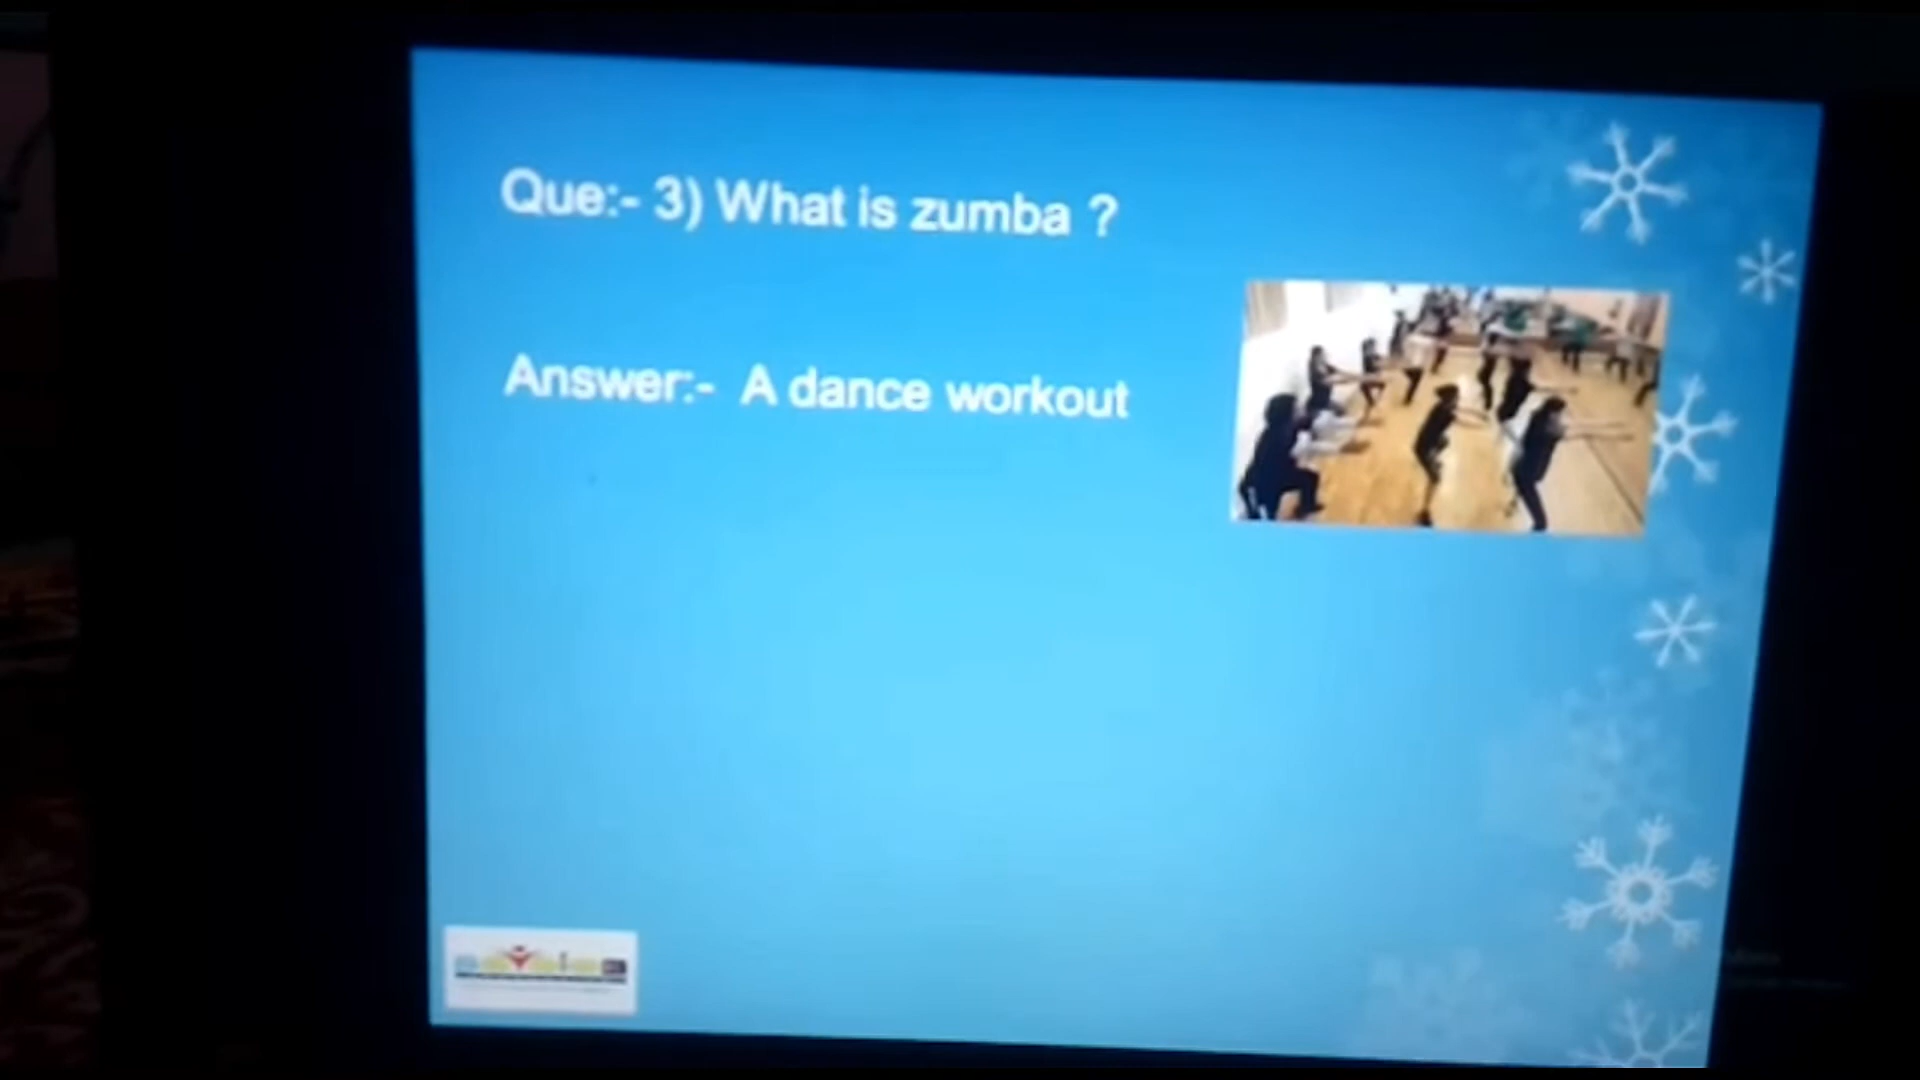 Que:- 3) What is zumba ?
Answer:- A dance workout